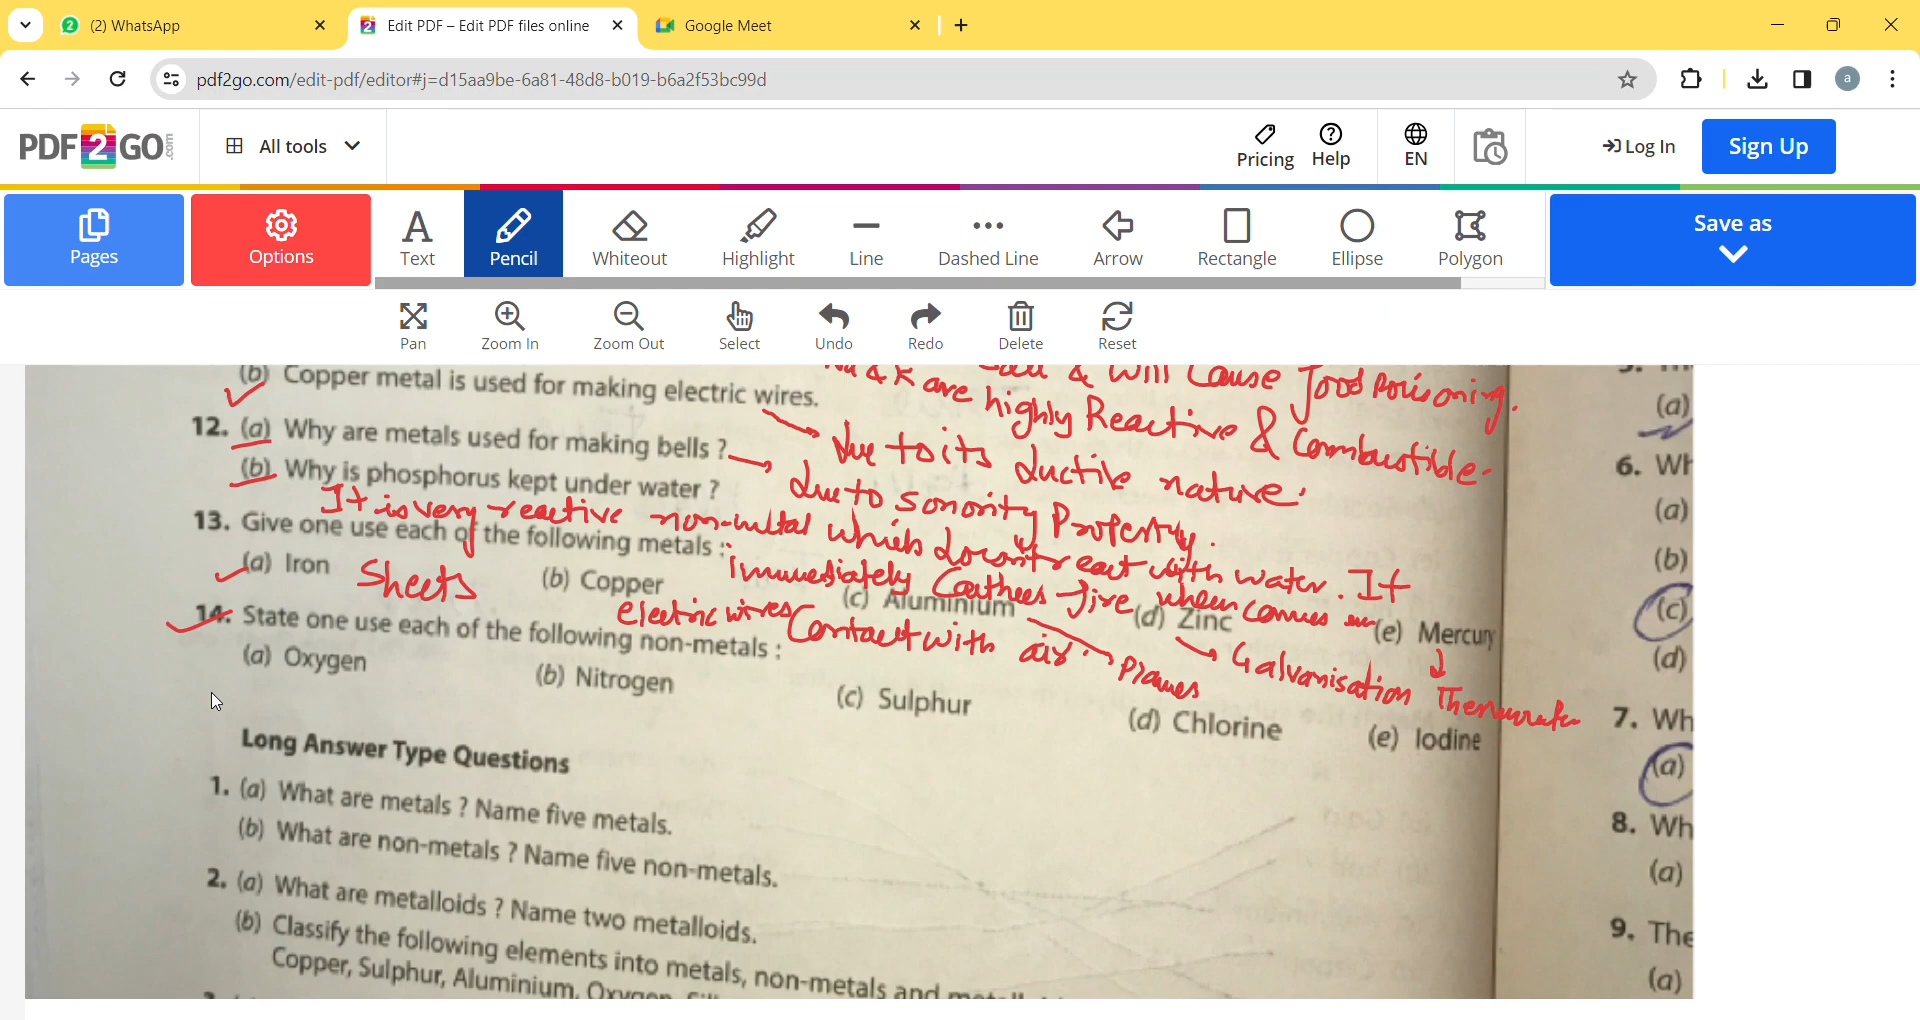 (2) WhatsApp
Edit PDF – Edit PDF files online
Google Meet
pdf2go.com/edit-pdf/editor#j=d15aa9be-6a81-48d8-b019-b6a2f53bc99d
a
PDF2GO.com
All tools
Pricing
Help
EN
Log In
Sign Up
Pages
Options
Text
Pencil
Whiteout
Highlight
Line
Dashed Line
Arrow
Rectangle
Ellipse
Polygon
Save as
Pan
Zoom In
Zoom Out
Select
Undo
Redo
Delete
Reset
& will cause food poisoning.
(b) Copper metal is used for making electric wires.
Na & K are highly Reactive & Combustible.
due to its ductile nature.
12. (a) Why are metals used for making bells ?
due to sonority Property.
(b) Why is phosphorus kept under water ?
It is very reactive non-metal which doesn't react with water. It
immediately Cathees fire when comes
Contact with air.
13. Give one use each of the following metals :
(a) Iron
Sheets
(b) Copper
electric wires
(c) Aluminium
Planes
(d) Zinc
Galvanisation
(e) Mercury
14. State one use each of the following non-metals :
(a) Oxygen
(b) Nitrogen
(c) Sulphur
(d) Chlorine
(e) Iodine
Long Answer Type Questions
1. (a) What are metals ? Name five metals.
(b) What are non-metals ? Name five non-metals.
2. (a) What are metalloids ? Name two metalloids.
(b) Classify the following elements into metals, non-metals and
Copper, Sulphur, Aluminium,
(a)
6. Wh
(a)
(b)
(c)
(d)
7. Wh
(a)
8. Wh
(a)
9. The
(a)